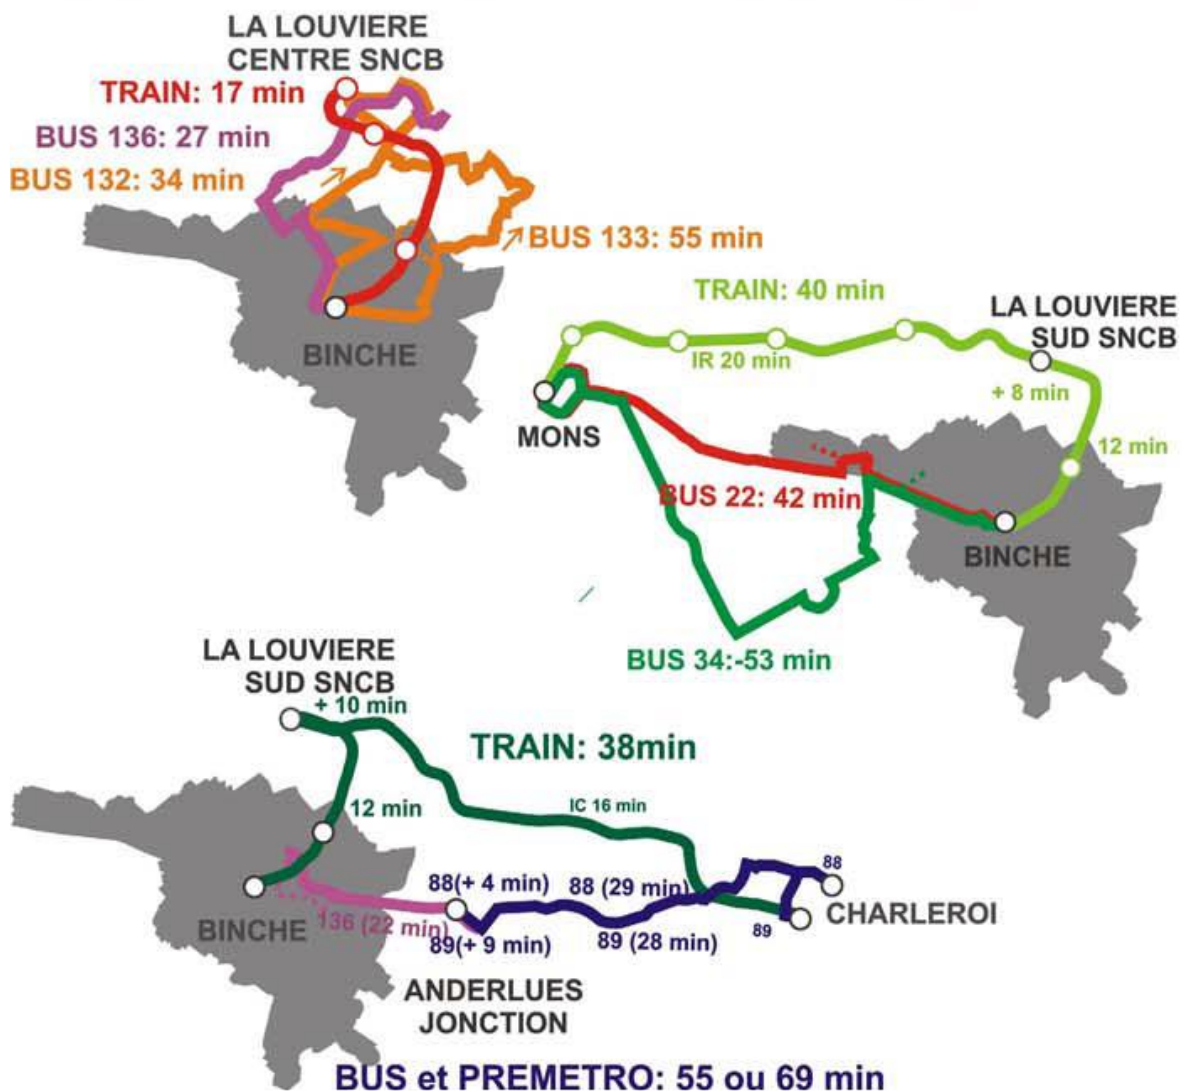 LA LOUVIERE
CENTRE SNCB
TRAIN: 17 min
BUS 136: 27 min
BUS 132: 34 min
BUS 133: 55 min
BINCHE
TRAIN: 40 min
LA LOUVIERE
SUD SNCB
IR 20 min
+ 8 min
MONS
12 min
BUS 22: 42 min
BINCHE
BUS 34:-53 min
LA LOUVIERE
SUD SNCB
+ 10 min
TRAIN: 38min
12 min
IC 16 min
88(+ 4 min)
88 (29 min)
88
BINCHE
136 (22 min)
89(+ 9 min)
89 (28 min)
89
CHARLEROI
ANDERLUES
JONCTION
BUS et PREMETRO: 55 ou 69 min